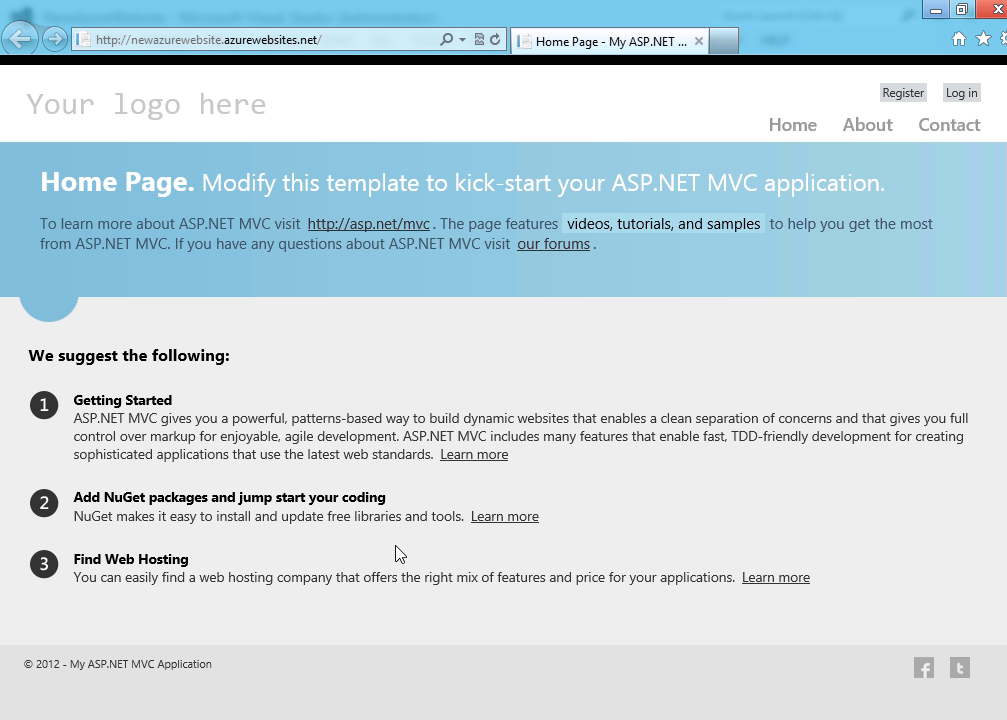 http://newazurewebsite.azurewebsites.net/
Home Page - My ASP.NET ...
Your logo here
Register
Log in
Home
About
Contact
Home Page. Modify this template to kick-start your ASP.NET MVC application.
To learn more about ASP.NET MVC visit http://asp.net/mvc. The page features videos, tutorials, and samples to help you get the most
from ASP.NET MVC. If you have any questions about ASP.NET MVC visit our forums.
We suggest the following:
1
Getting Started
ASP.NET MVC gives you a powerful, patterns-based way to build dynamic websites that enables a clean separation of concerns and that gives you full
control over markup for enjoyable, agile development. ASP.NET MVC includes many features that enable fast, TDD-friendly development for creating
sophisticated applications that use the latest web standards. Learn more
2
Add NuGet packages and jump start your coding
NuGet makes it easy to install and update free libraries and tools. Learn more
3
Find Web Hosting
You can easily find a web hosting company that offers the right mix of features and price for your applications. Learn more
© 2012 - My ASP.NET MVC Application